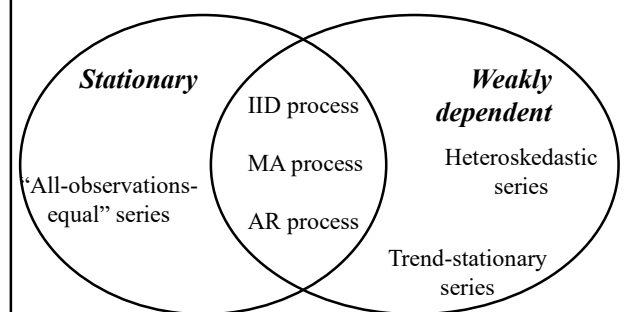 Stationary
"All-observations-
equal" series
IID process
MA process
AR process
Weakly
dependent
Heteroskedastic
series
Trend-stationary
series